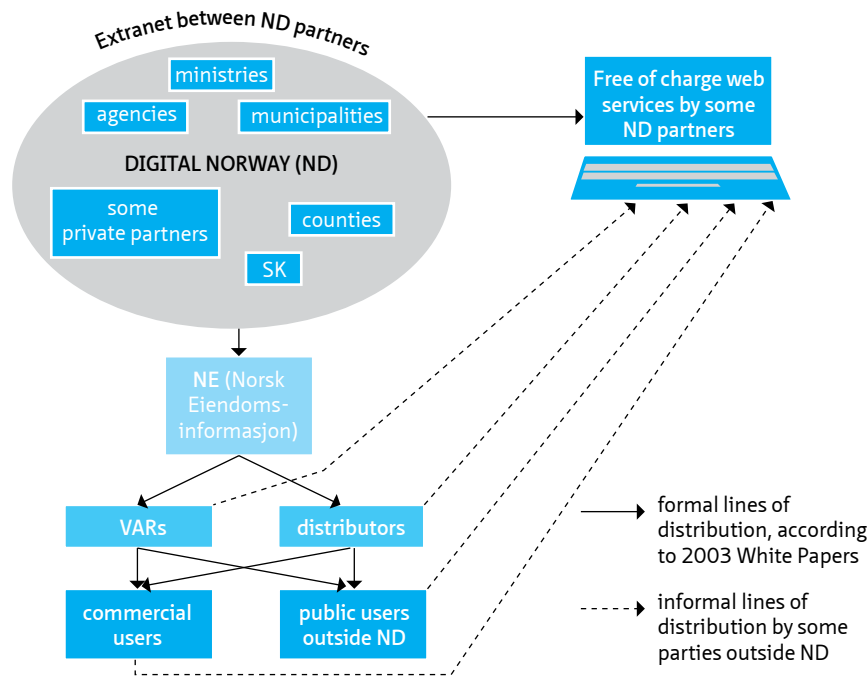 Extranet between ND partners
ministries
agencies
municipalities
DIGITAL NORWAY (ND)
some
private partners
counties
SK
Free of charge web
services by some
ND partners
NE (Norsk
Eiendoms-
informasjon)
VARs
distributors
commercial
users
public users
outside ND
formal lines of
distribution, according
to 2003 White Papers
informal lines of
distribution by some
parties outside ND